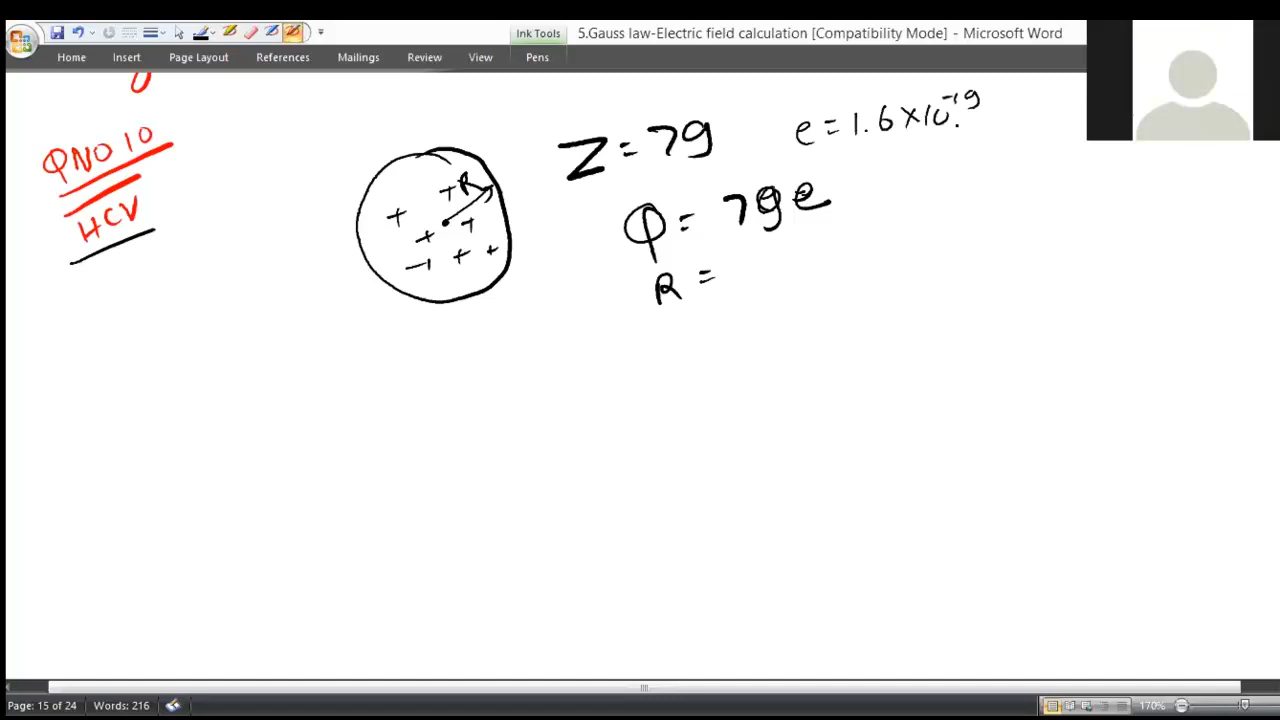 5.Gauss law-Electric field calculation [Compatibility Mode] - Microsoft Word
Ink Tools
Home Insert Page Layout References Mailings Review View Pens
QNO 10
HCV
R
Z = 79
e = 1.6 × 10⁻¹⁹
Q = 79e
R =
Page: 15 of 24 Words: 216 170%